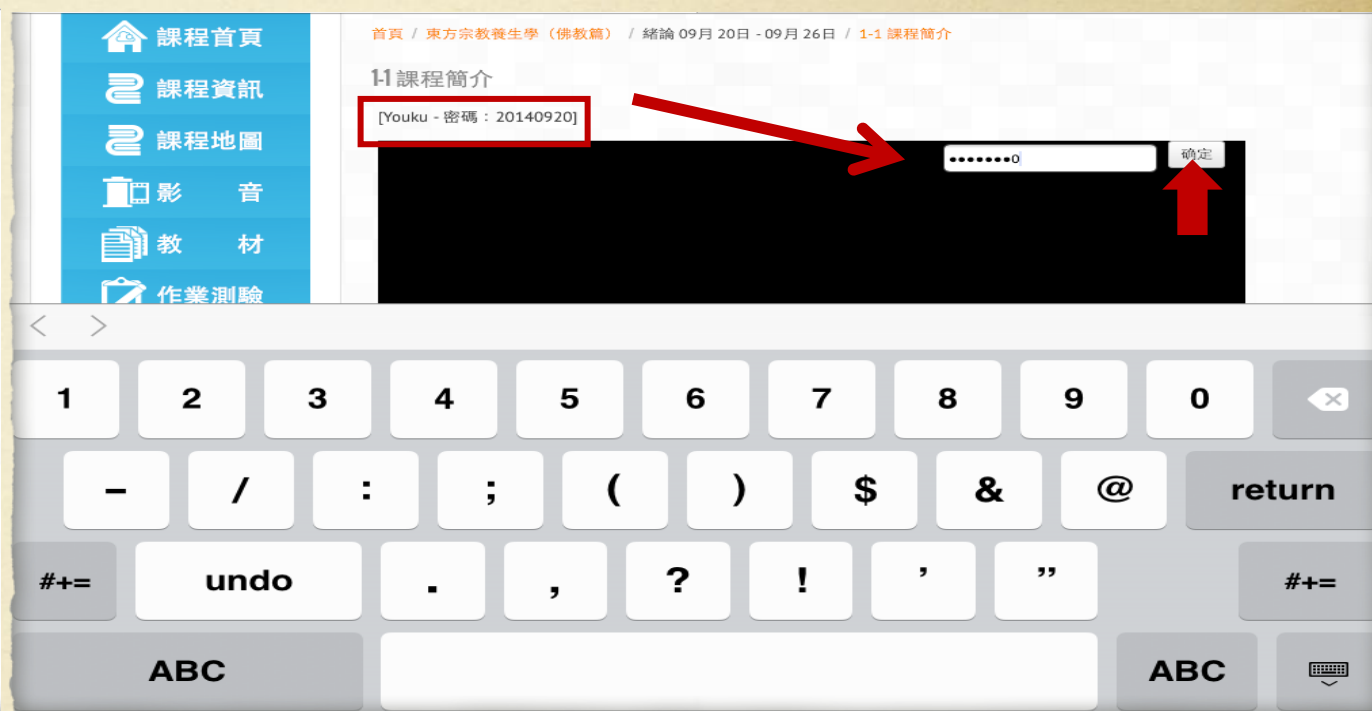 課程首頁
課程資訊
課程地圖
影 音
教 材
作業測驗
首頁 / 東方宗教養生學（佛教篇） / 緒論 09月 20日 - 09月 26日 / 1-1 課程簡介
1-1 課程簡介
[Youku - 密碼：20140920]
•••••••0
确定
< >
1 2 3 4 5 6 7 8 9 0
– / : ; ( ) $ & @ return
#+= undo . , ? ! ’ ” #+=
ABC ABC